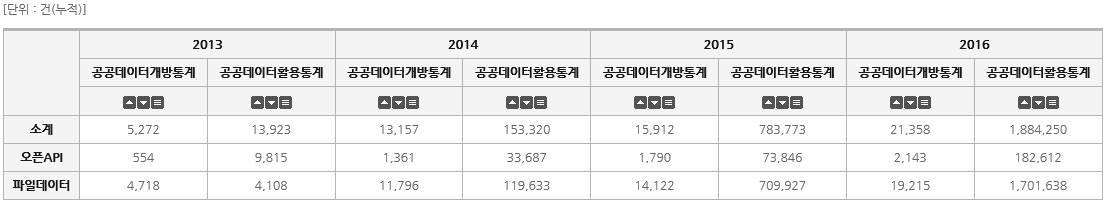 [단위 : 건(누적)]
2013 2014 2015 2016
공공데이터개방통계 공공데이터활용통계 공공데이터개방통계 공공데이터활용통계 공공데이터개방통계 공공데이터활용통계 공공데이터개방통계 공공데이터활용통계
소계 5,272 13,923 13,157 153,320 15,912 783,773 21,358 1,884,250
오픈API 554 9,815 1,361 33,687 1,790 73,846 2,143 182,612
파일데이터 4,718 4,108 11,796 119,633 14,122 709,927 19,215 1,701,638